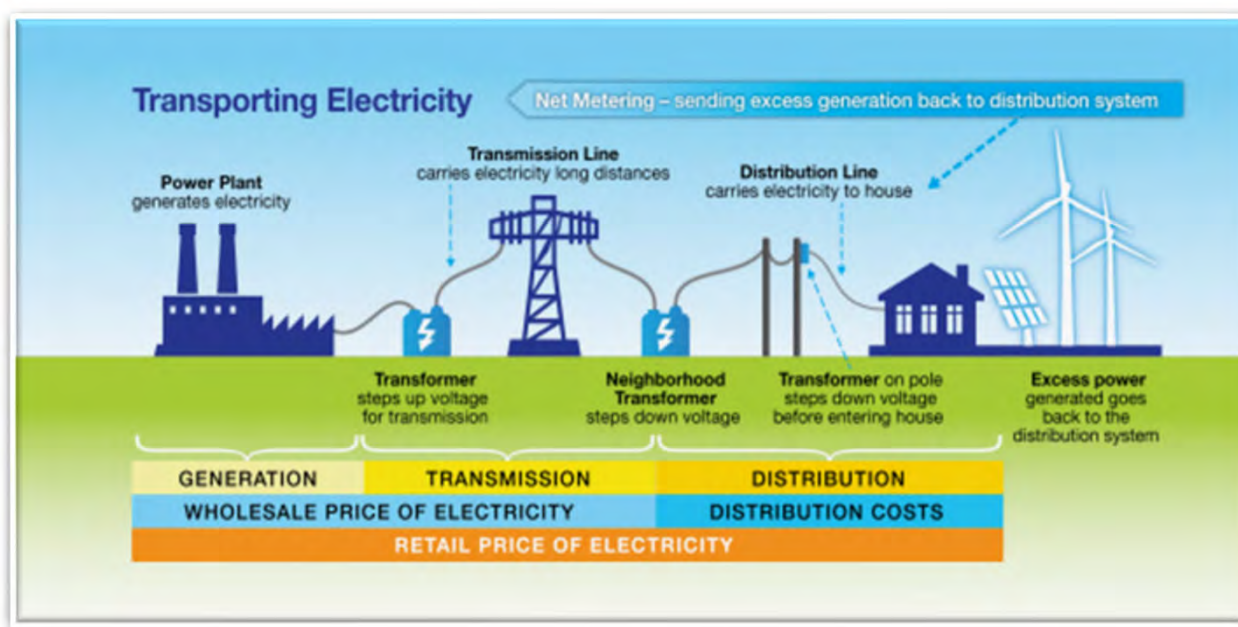 Transporting Electricity
Net Metering – sending excess generation back to distribution system
Power Plant
generates electricity
Transmission Line
carries electricity long distances
Distribution Line
carries electricity to house
Transformer
steps up voltage
for transmission
Neighborhood
Transformer
steps down voltage
Transformer on pole
steps down voltage
before entering house
Excess power
generated goes
back to the
distribution system
GENERATION
TRANSMISSION
DISTRIBUTION
WHOLESALE PRICE OF ELECTRICITY
DISTRIBUTION COSTS
RETAIL PRICE OF ELECTRICITY